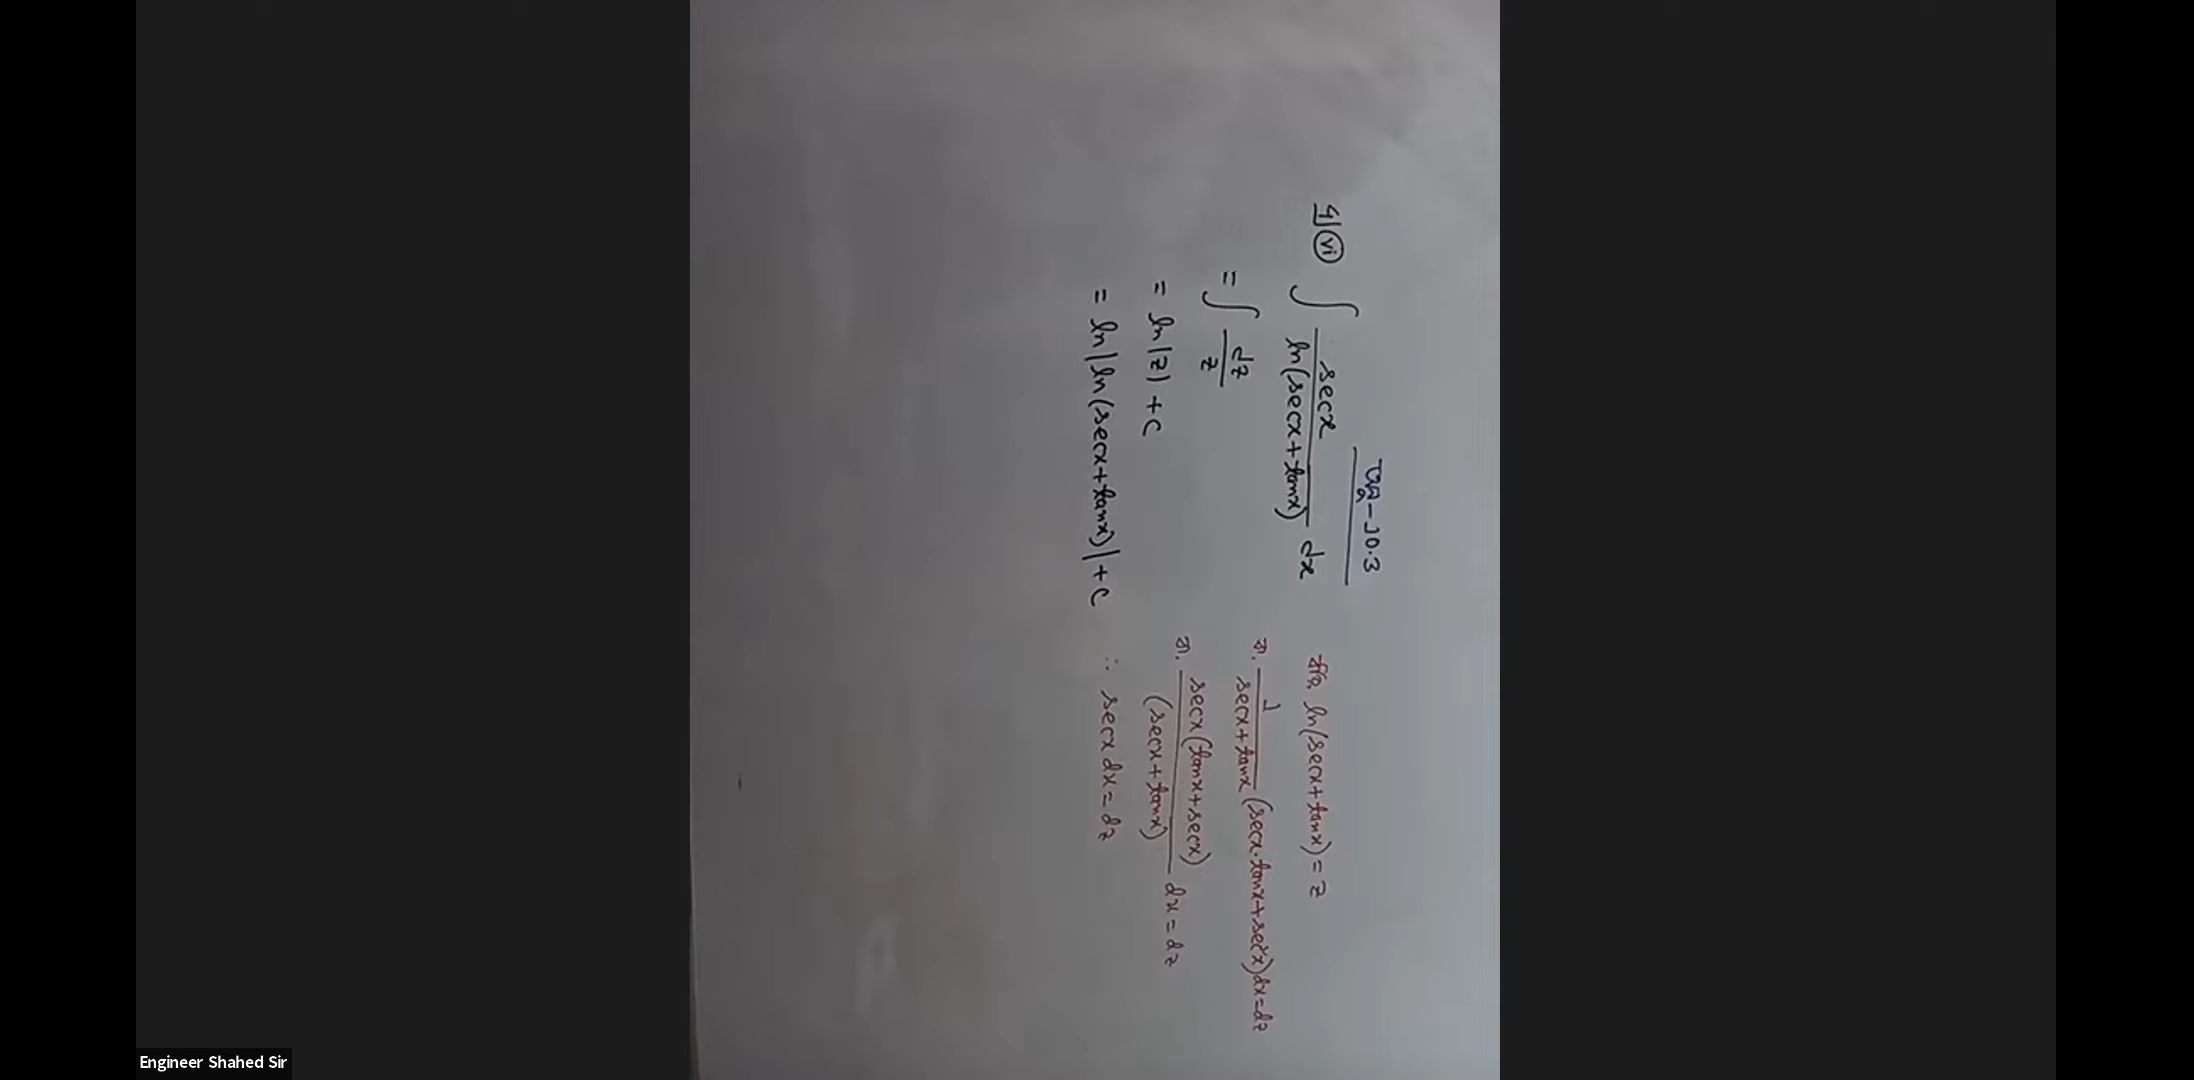 অনু-১০.3
4| (vi) ∫ secx / ln(secx+tanx) dx
= ∫ dz/z
= ln|z| + c
= ln|ln(secx+tanx)| + c
ধরি, ln(secx+tanx) = z
বা, 1/(secx+tanx) (secx.tanx+sec²x)dx = dz
বা, secx(tanx+secx)/(secx+tanx) dx = dz
∴ secx dx = dz
Engineer Shahed Sir